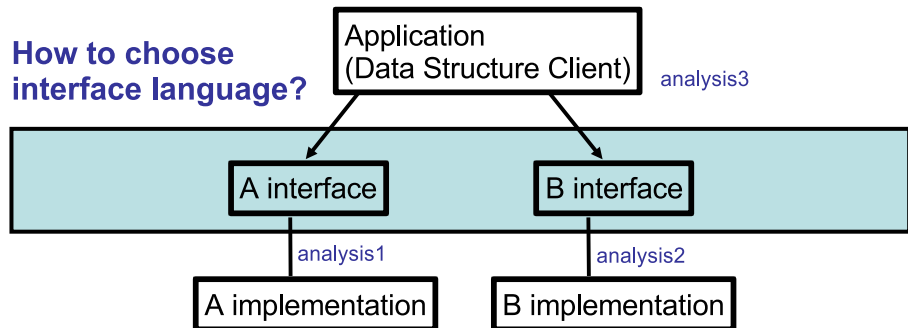 How to choose
interface language?
Application
(Data Structure Client)
analysis3
A interface
B interface
analysis1
analysis2
A implementation
B implementation